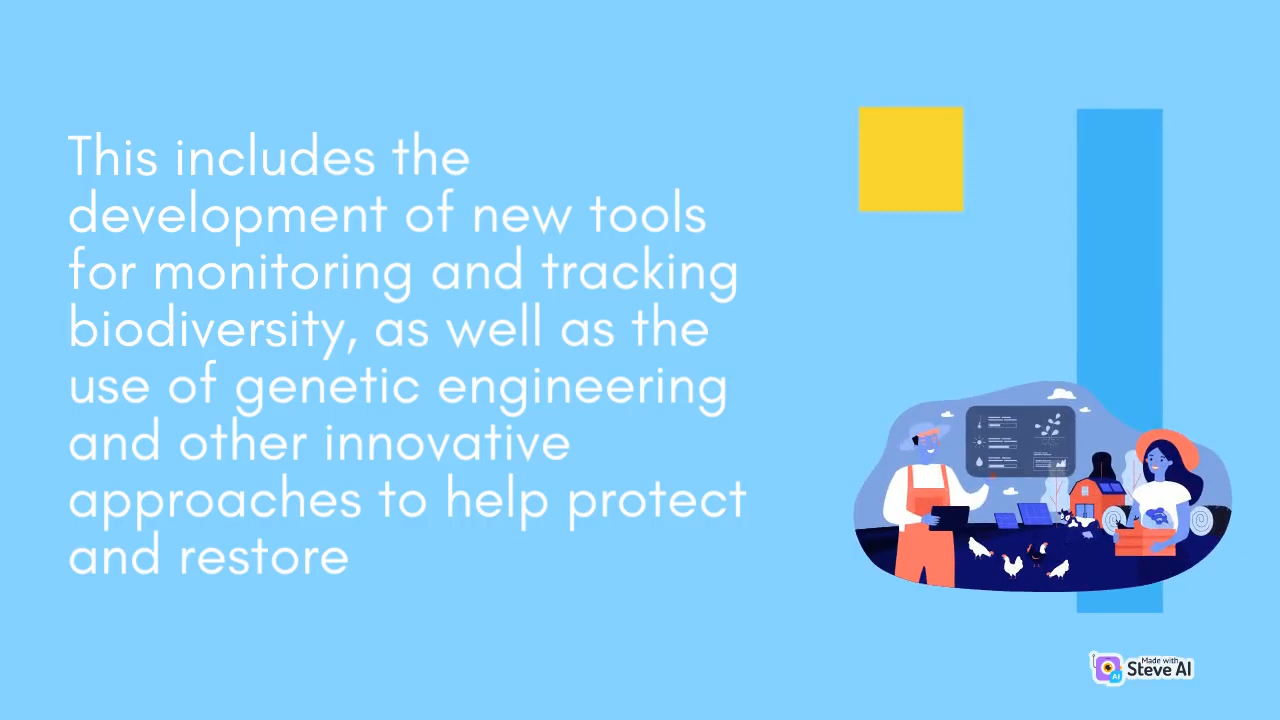 This includes the
development of new tools
for monitoring and tracking
biodiversity, as well as the
use of genetic engineering
and other innovative
approaches to help protect
and restore
Made with
Steve AI
AI